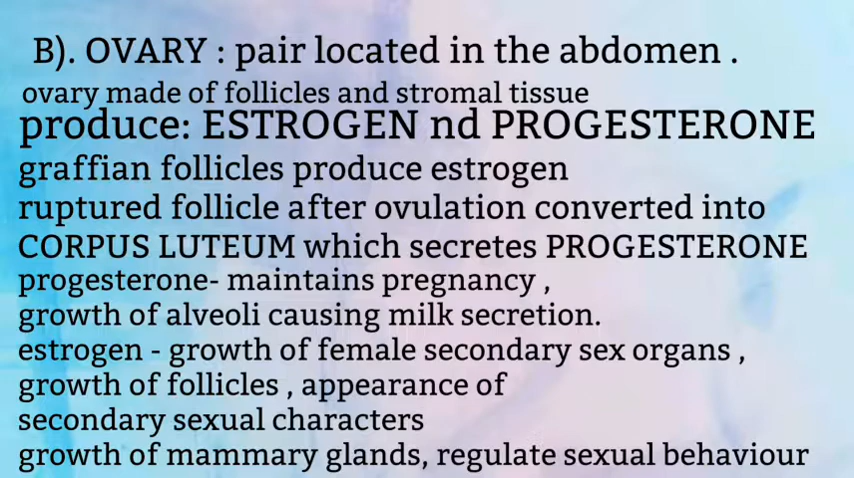 B). OVARY : pair located in the abdomen .
ovary made of follicles and stromal tissue
produce: ESTROGEN nd PROGESTERONE
graffian follicles produce estrogen
ruptured follicle after ovulation converted into
CORPUS LUTEUM which secretes PROGESTERONE
progesterone- maintains pregnancy ,
growth of alveoli causing milk secretion.
estrogen - growth of female secondary sex organs ,
growth of follicles , appearance of
secondary sexual characters
growth of mammary glands, regulate sexual behaviour